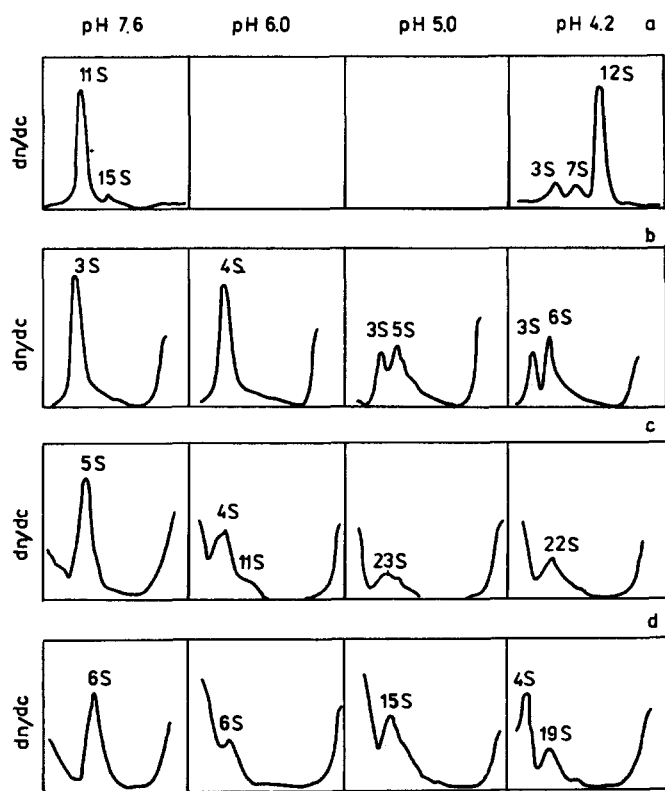 pH 7.6 pH 6.0 pH 5.0 pH 4.2 a
11S 12S
15S 3S 7S
dn/dc
b
3S 4S 3S 5S 3S 6S
dn/dc
c
5S 4S 11S 23S 22S
dn/dc
d
6S 6S 15S 4S 19S
dn/dc